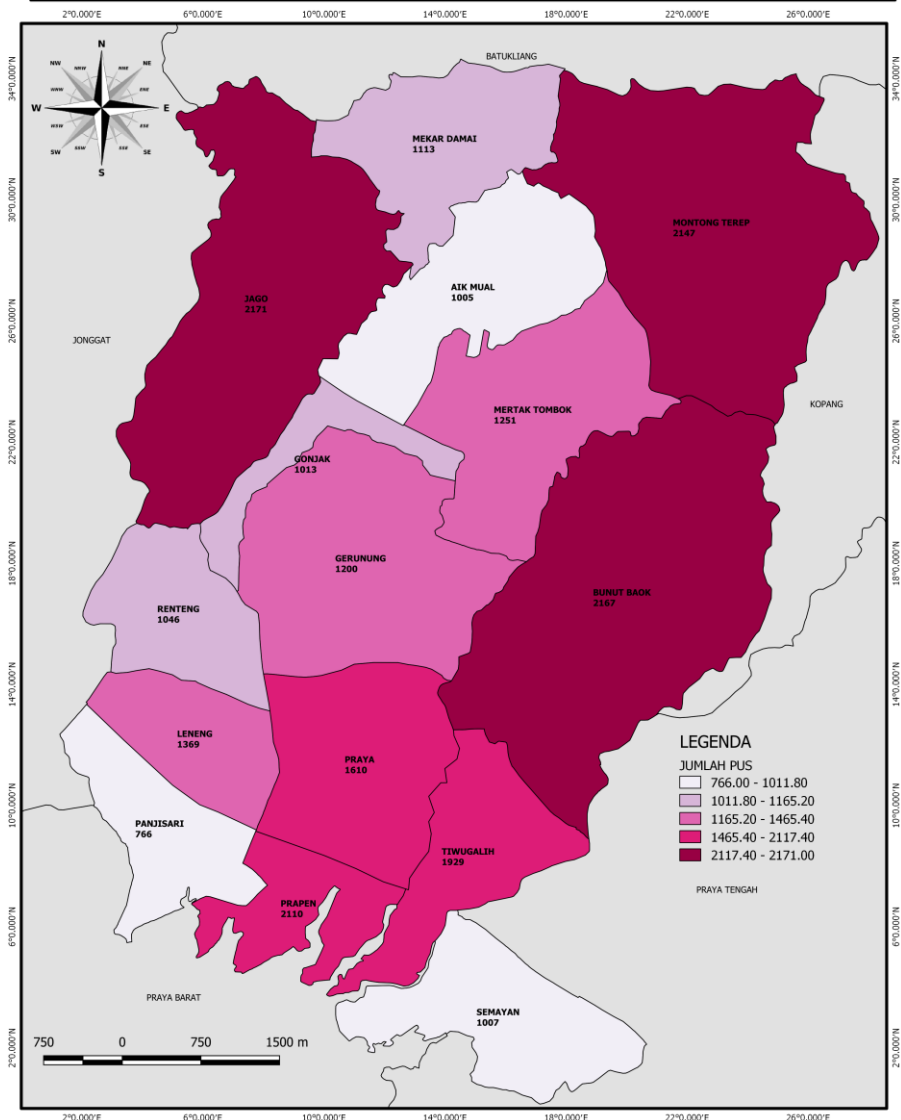 2°0.000'E 6°0.000'E 10°0.000'E 14°0.000'E 18°0.000'E 22°0.000'E 26°0.000'E
34°0.000'N 30°0.000'N 26°0.000'N 22°0.000'N 18°0.000'N 14°0.000'N 10°0.000'N 6°0.000'N 2°0.000'N
N
NNW NNE
NW NE
WNW ENE
W E
WSW ESE
SW SE
SSW SSE
S
BATUKLIANG
MEKAR DAMAI
1113
MONTONG TEREP
2147
AIK MUAL
1005
JAGO
2171
JONGGAT
KOPANG
MERTAK TOMBOK
1251
GONJAK
1013
GERUNUNG
1200
BUNUT BAOK
2167
RENTENG
1046
LENENG
1369
PRAYA
1610
PANJISARI
766
TIWUGALIH
1929
PRAPEN
2110
LEGENDA
JUMLAH PUS
766.00 - 1011.80
1011.80 - 1165.20
1165.20 - 1465.40
1465.40 - 2117.40
2117.40 - 2171.00
PRAYA TENGAH
PRAYA BARAT
SEMAYAN
1007
750 0 750 1500 m
34°0.000'N 30°0.000'N 26°0.000'N 22°0.000'N 18°0.000'N 14°0.000'N 10°0.000'N 6°0.000'N 2°0.000'N
2°0.000'E 6°0.000'E 10°0.000'E 14°0.000'E 18°0.000'E 22°0.000'E 26°0.000'E